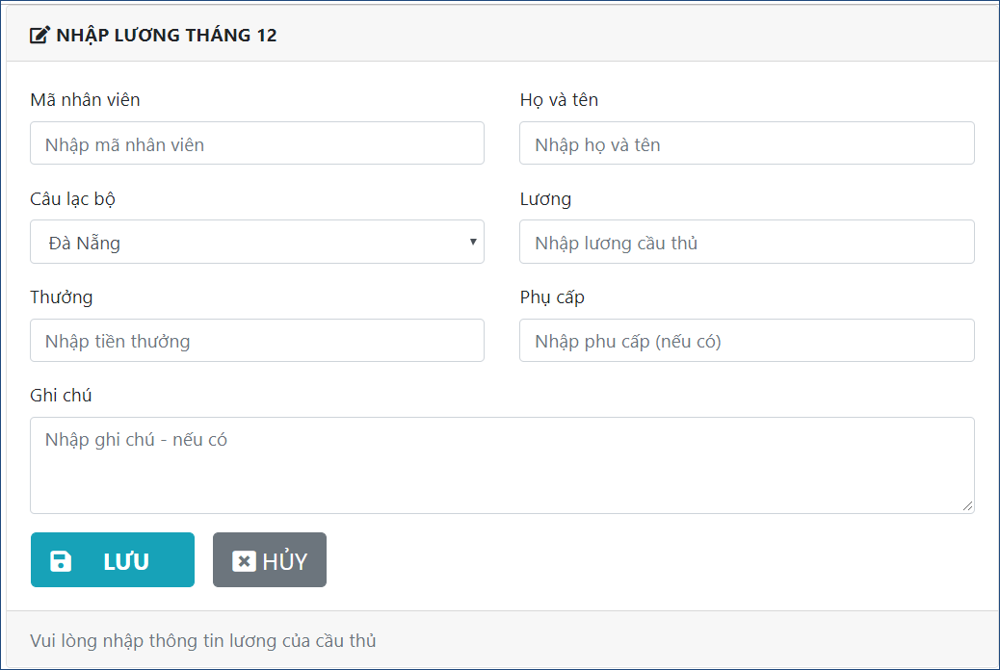 NHẬP LƯƠNG THÁNG 12
Mã nhân viên
Họ và tên
Nhập mã nhân viên
Nhập họ và tên
Câu lạc bộ
Lương
Đà Nẵng
Nhập lương cầu thủ
Thưởng
Phụ cấp
Nhập tiền thưởng
Nhập phu cấp (nếu có)
Ghi chú
Nhập ghi chú - nếu có
LƯU
HỦY
Vui lòng nhập thông tin lương của cầu thủ